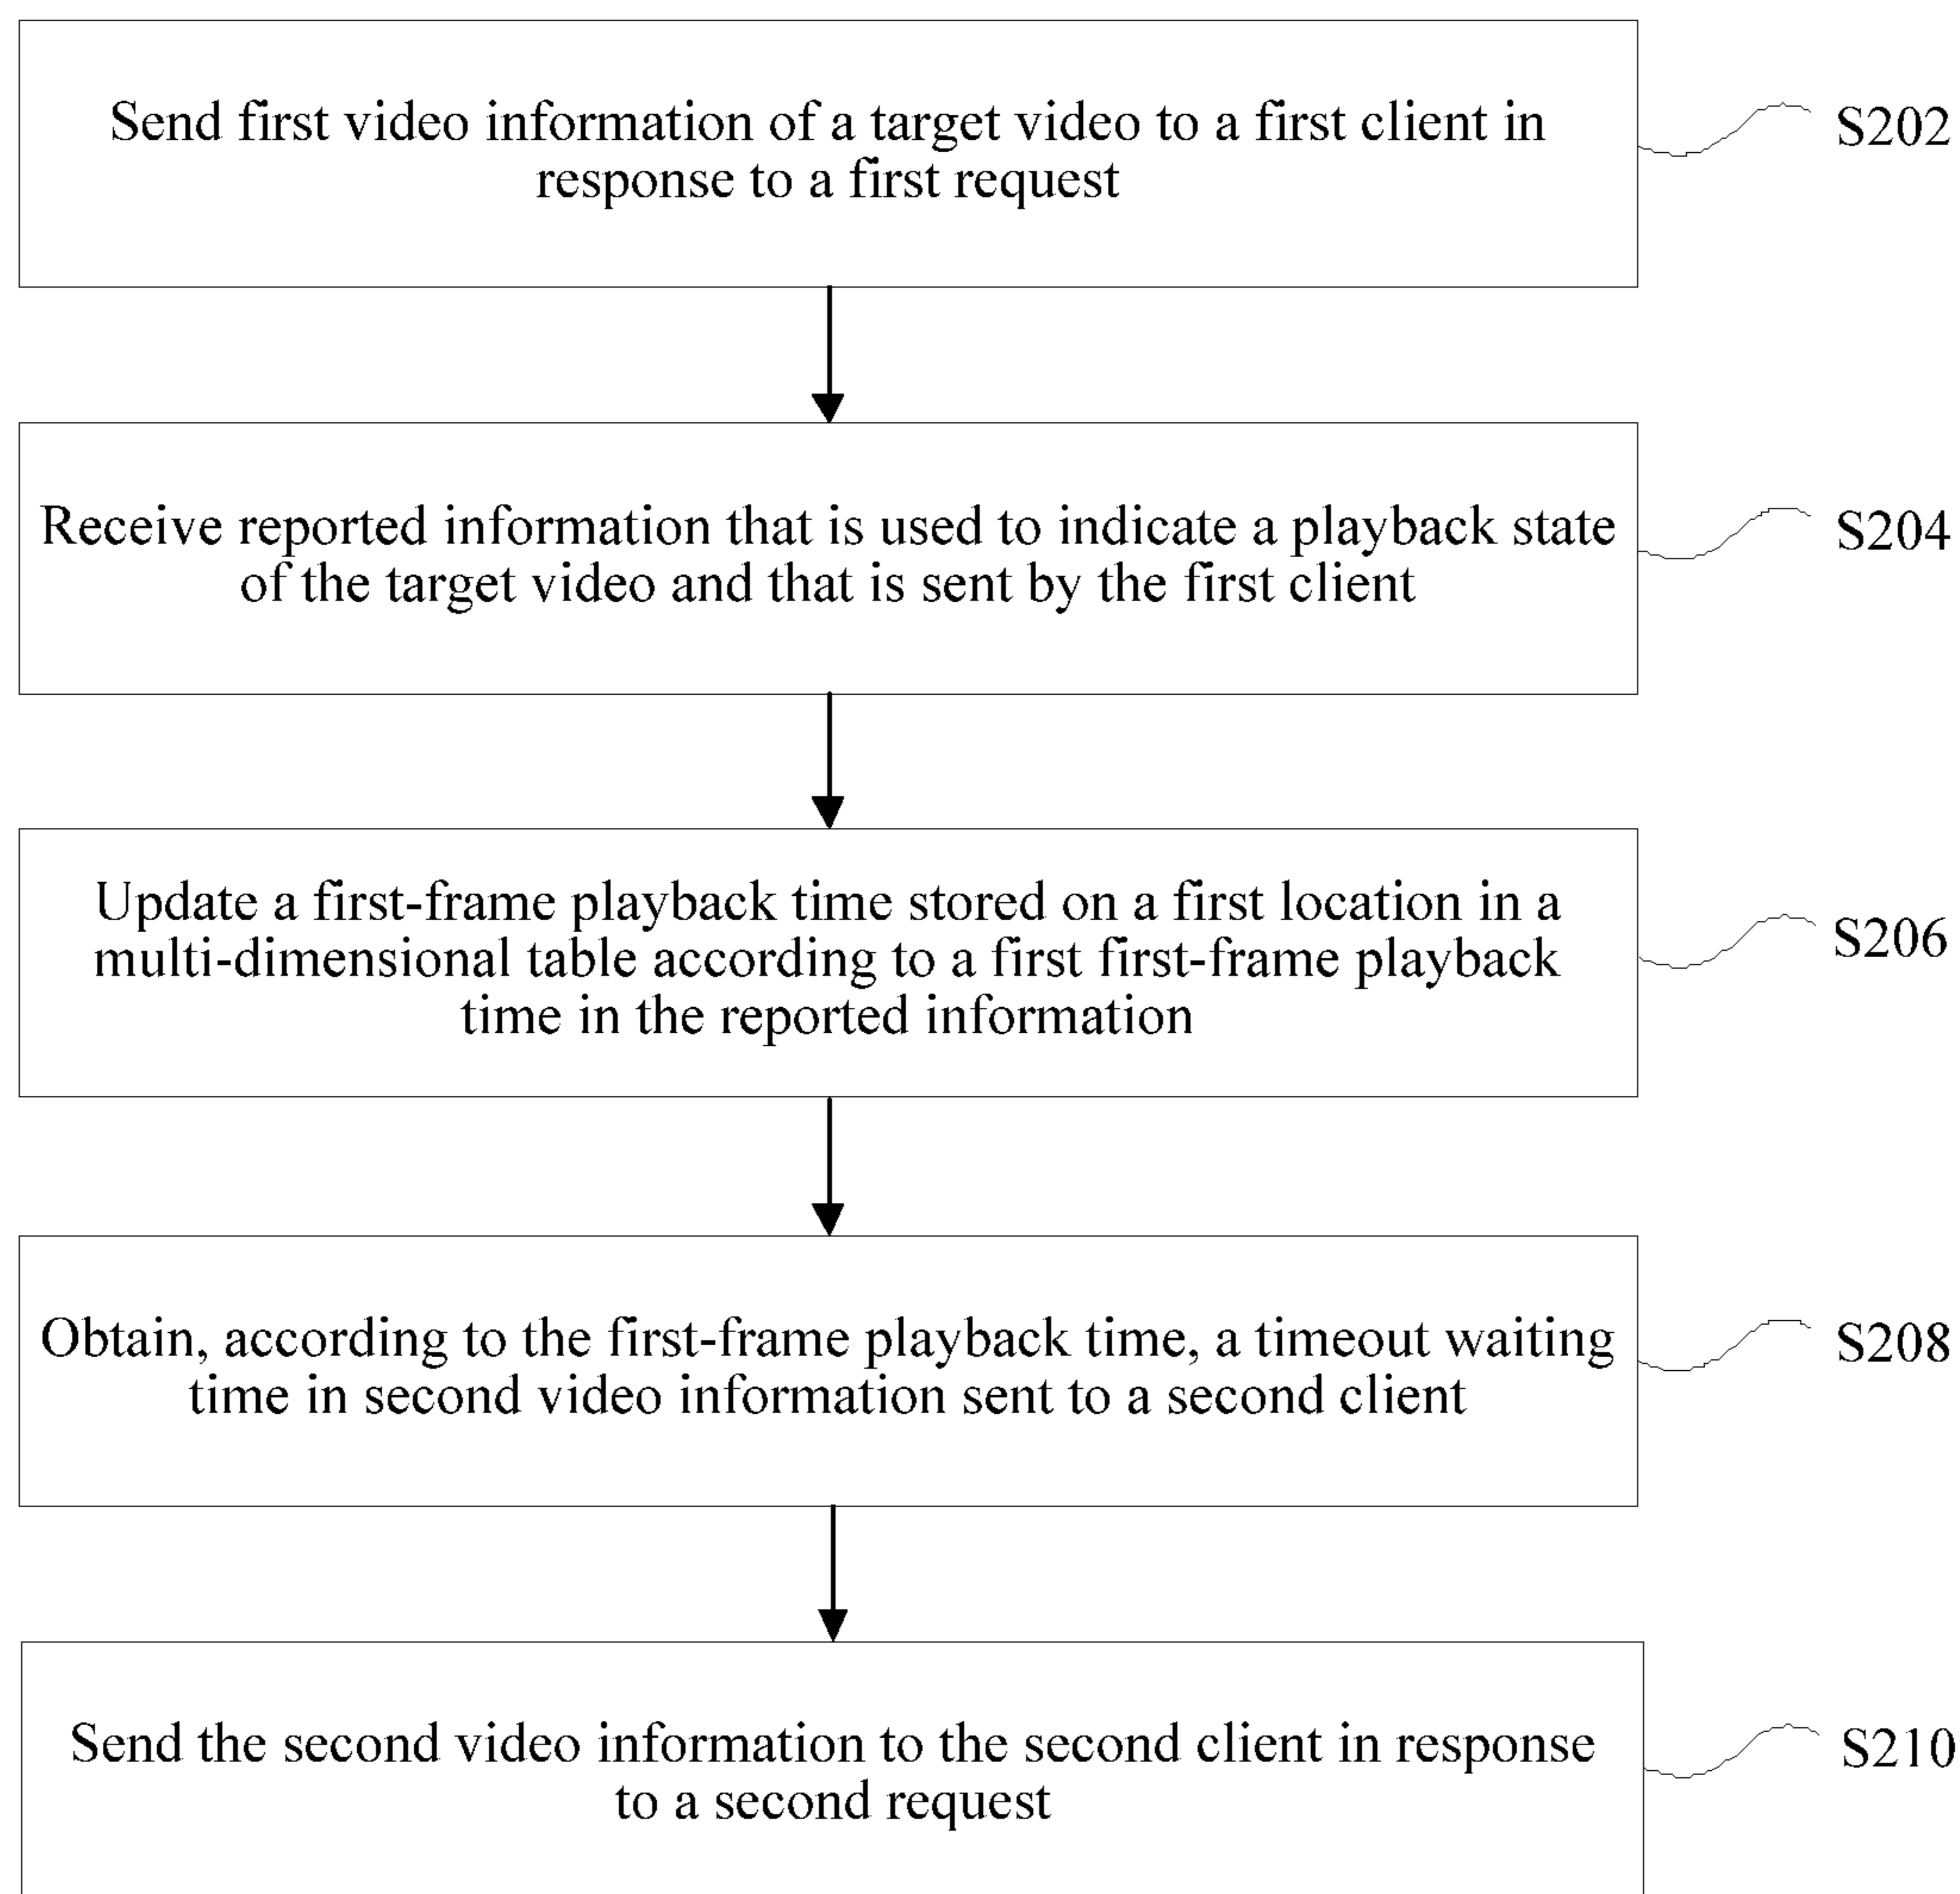 Send first video information of a target video to a first client in
response to a first request
S202
Receive reported information that is used to indicate a playback state
of the target video and that is sent by the first client
S204
Update a first-frame playback time stored on a first location in a
multi-dimensional table according to a first first-frame playback
time in the reported information
S206
Obtain, according to the first-frame playback time, a timeout waiting
time in second video information sent to a second client
S208
Send the second video information to the second client in response
to a second request
S210